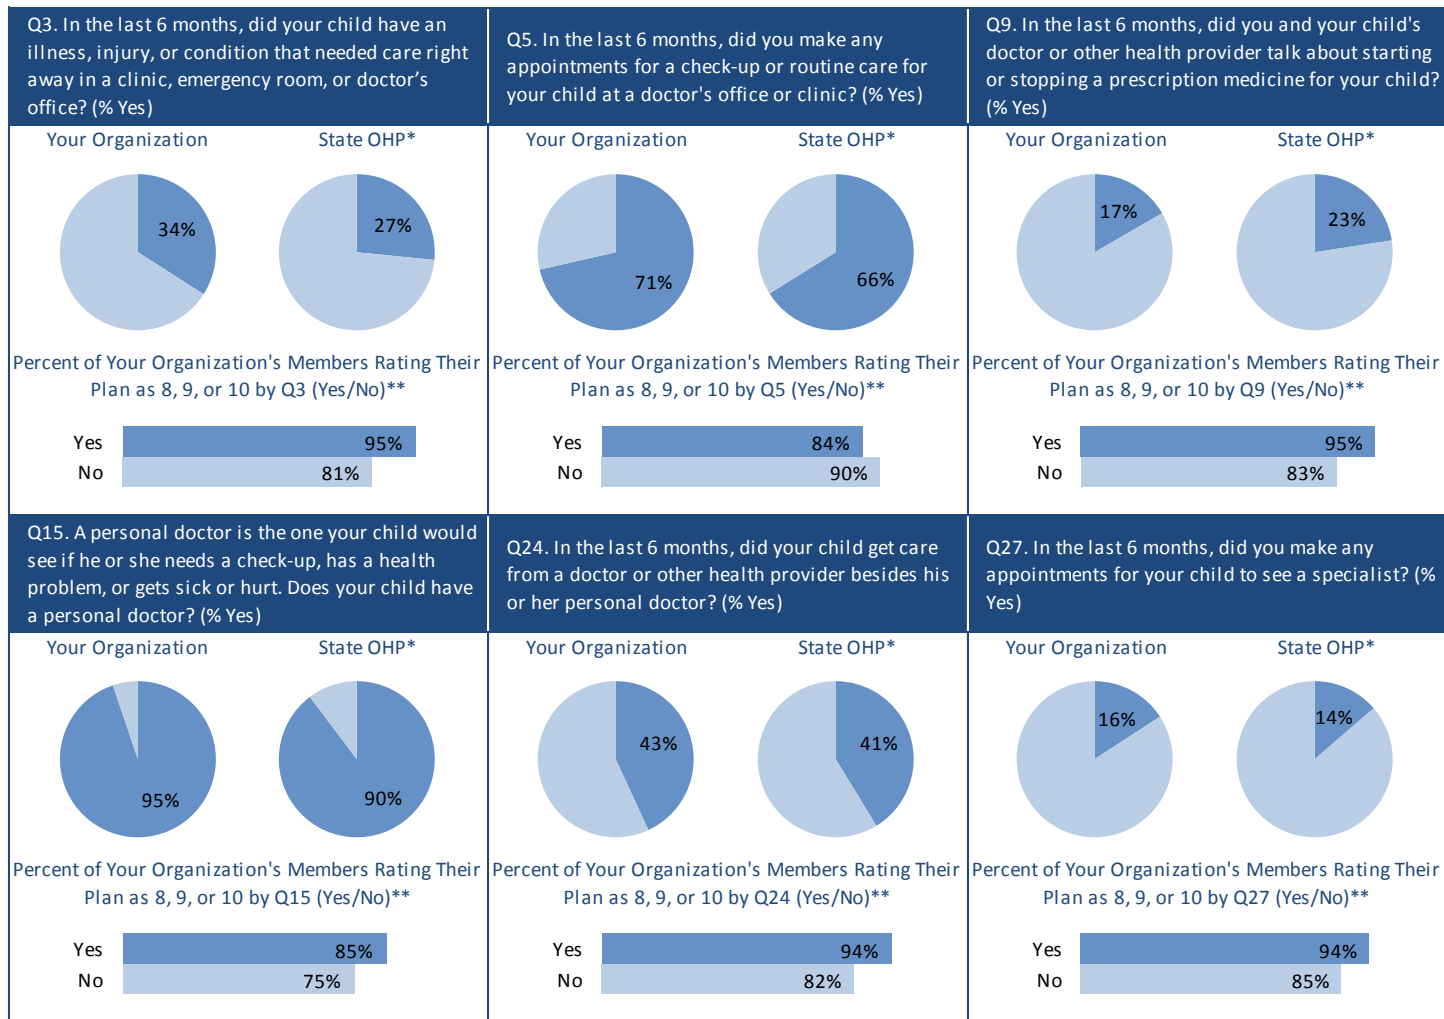 Q3. In the last 6 months, did your child have an
illness, injury, or condition that needed care right
away in a clinic, emergency room, or doctor's
office? (% Yes)
Your Organization
State OHP*
34%
27%
Percent of Your Organization's Members Rating Their
Plan as 8, 9, or 10 by Q3 (Yes/No)**
Yes
95%
No
81%
Q5. In the last 6 months, did you make any
appointments for a check-up or routine care for
your child at a doctor's office or clinic? (% Yes)
Your Organization
State OHP*
71%
66%
Percent of Your Organization's Members Rating Their
Plan as 8, 9, or 10 by Q5 (Yes/No)**
Yes
84%
No
90%
Q9. In the last 6 months, did you and your child's
doctor or other health provider talk about starting
or stopping a prescription medicine for your child?
(% Yes)
Your Organization
State OHP*
17%
23%
Percent of Your Organization's Members Rating Their
Plan as 8, 9, or 10 by Q9 (Yes/No)**
Yes
95%
No
83%
Q15. A personal doctor is the one your child would
see if he or she needs a check-up, has a health
problem, or gets sick or hurt. Does your child have
a personal doctor? (% Yes)
Your Organization
State OHP*
95%
90%
Percent of Your Organization's Members Rating Their
Plan as 8, 9, or 10 by Q15 (Yes/No)**
Yes
85%
No
75%
Q24. In the last 6 months, did your child get care
from a doctor or other health provider besides his
or her personal doctor? (% Yes)
Your Organization
State OHP*
43%
41%
Percent of Your Organization's Members Rating Their
Plan as 8, 9, or 10 by Q24 (Yes/No)**
Yes
94%
No
82%
Q27. In the last 6 months, did you make any
appointments for your child to see a specialist? (%
Yes)
Your Organization
State OHP*
16%
14%
Percent of Your Organization's Members Rating Their
Plan as 8, 9, or 10 by Q27 (Yes/No)**
Yes
94%
No
85%